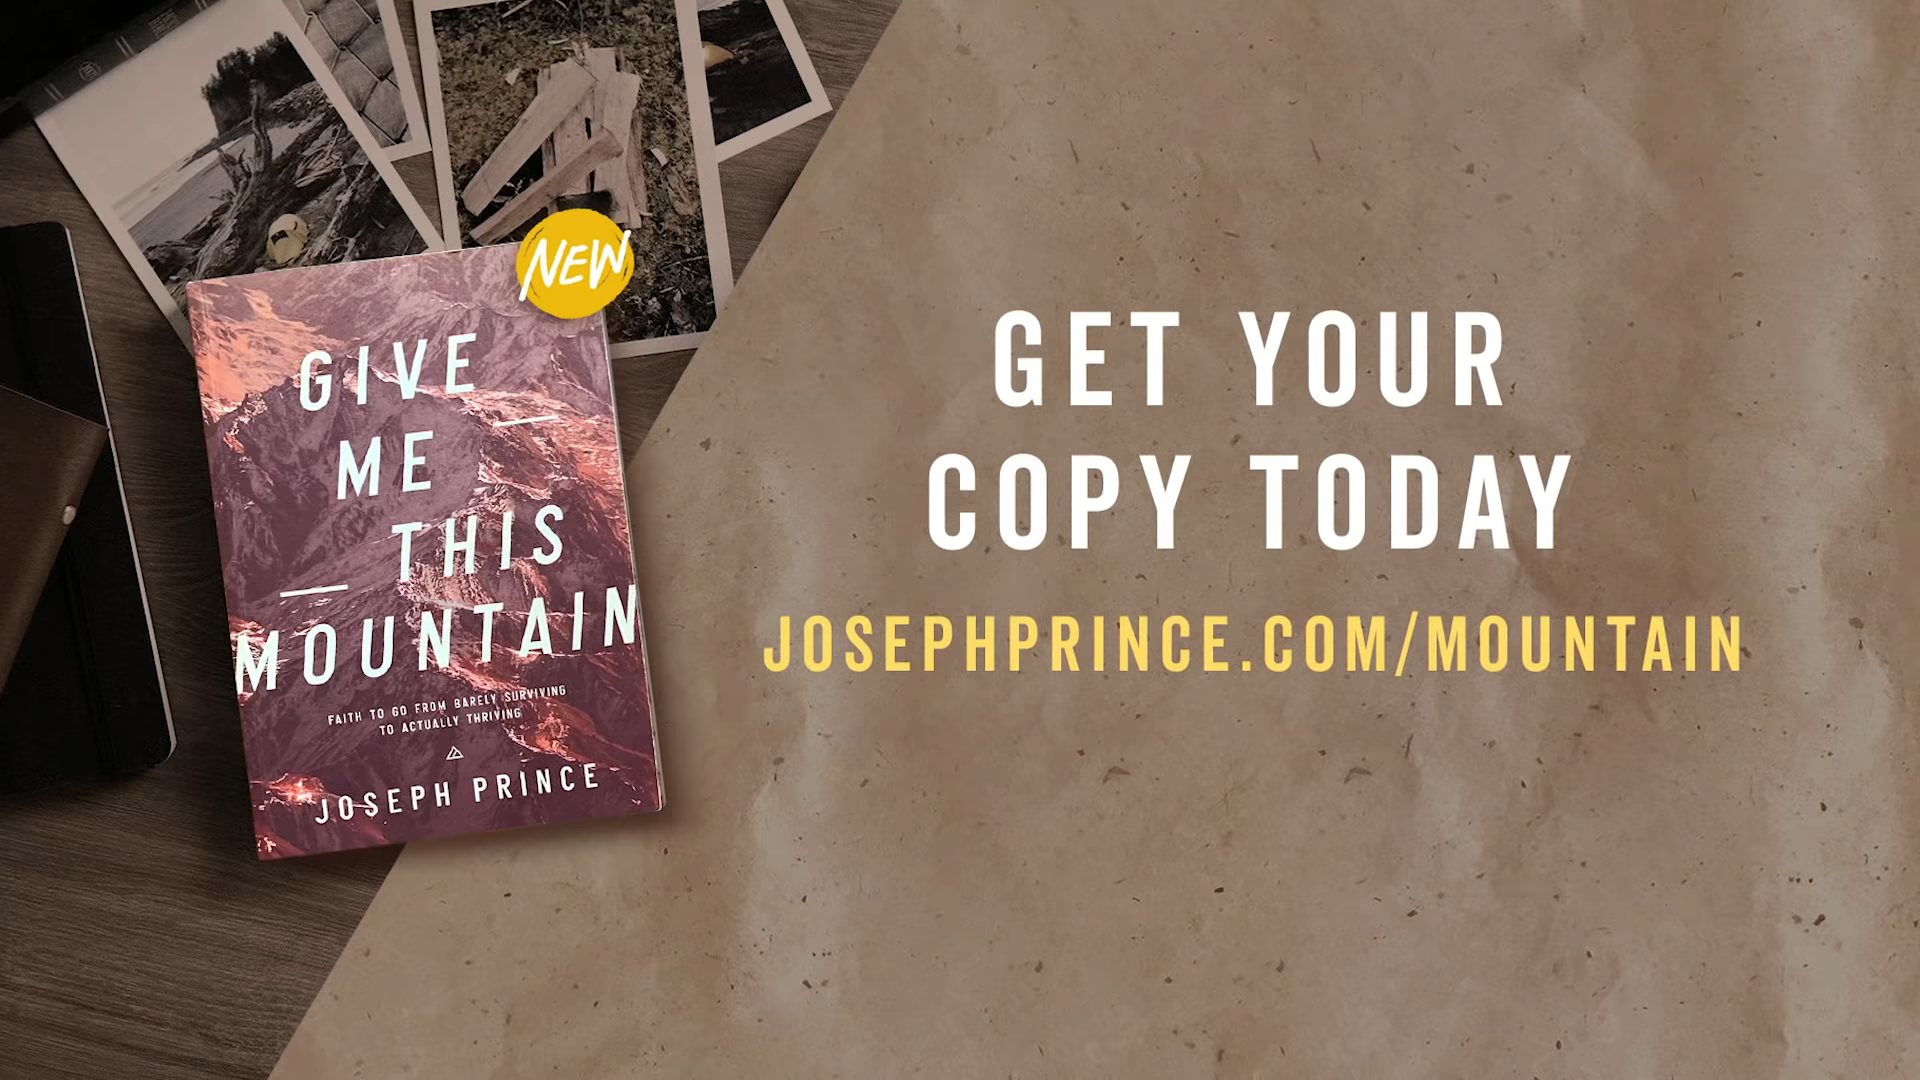 NEW
GIVE
ME
THIS
MOUNTAIN
FAITH TO GO FROM BARELY SURVIVING
TO ACTUALLY THRIVING
JOSEPH PRINCE
GET YOUR
COPY TODAY
JOSEPHPRINCE.COM/MOUNTAIN